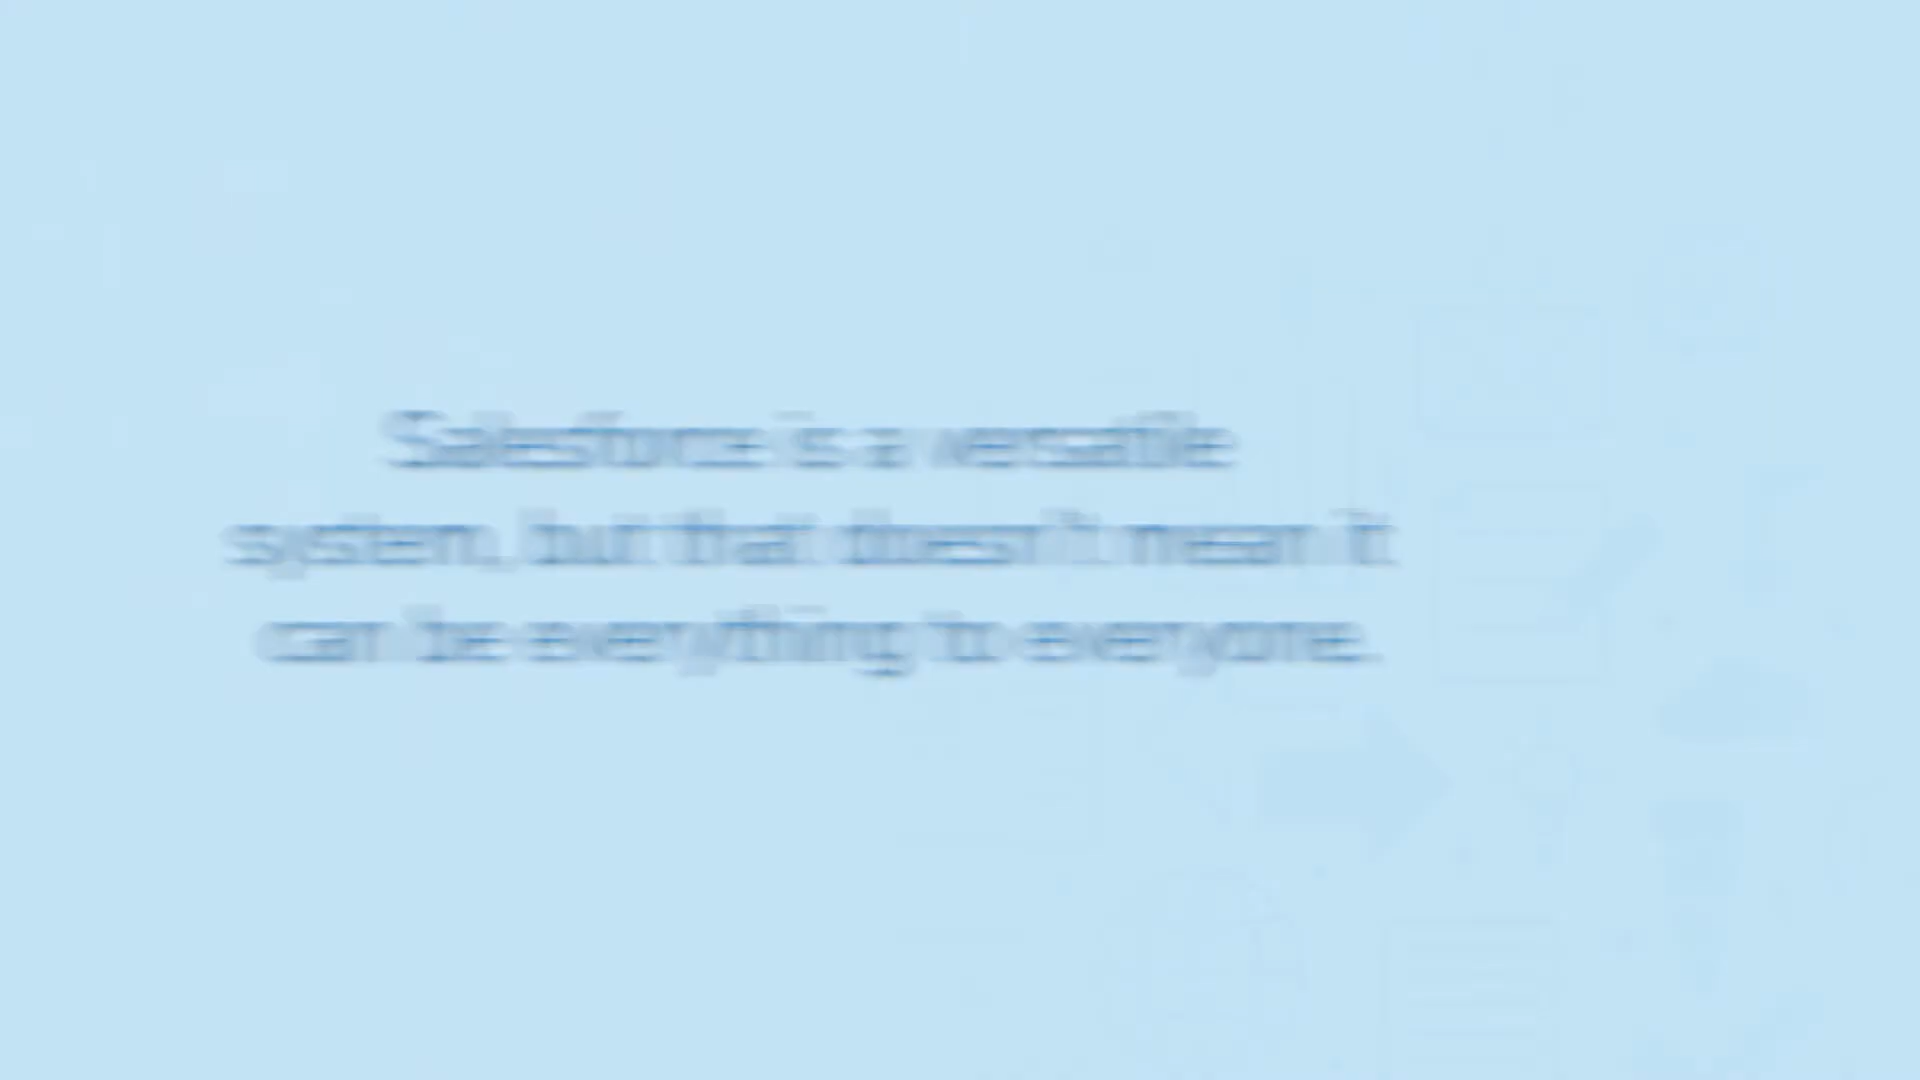 Salesforce is a versatile
system, but that doesn't mean it
can be everything to everyone.